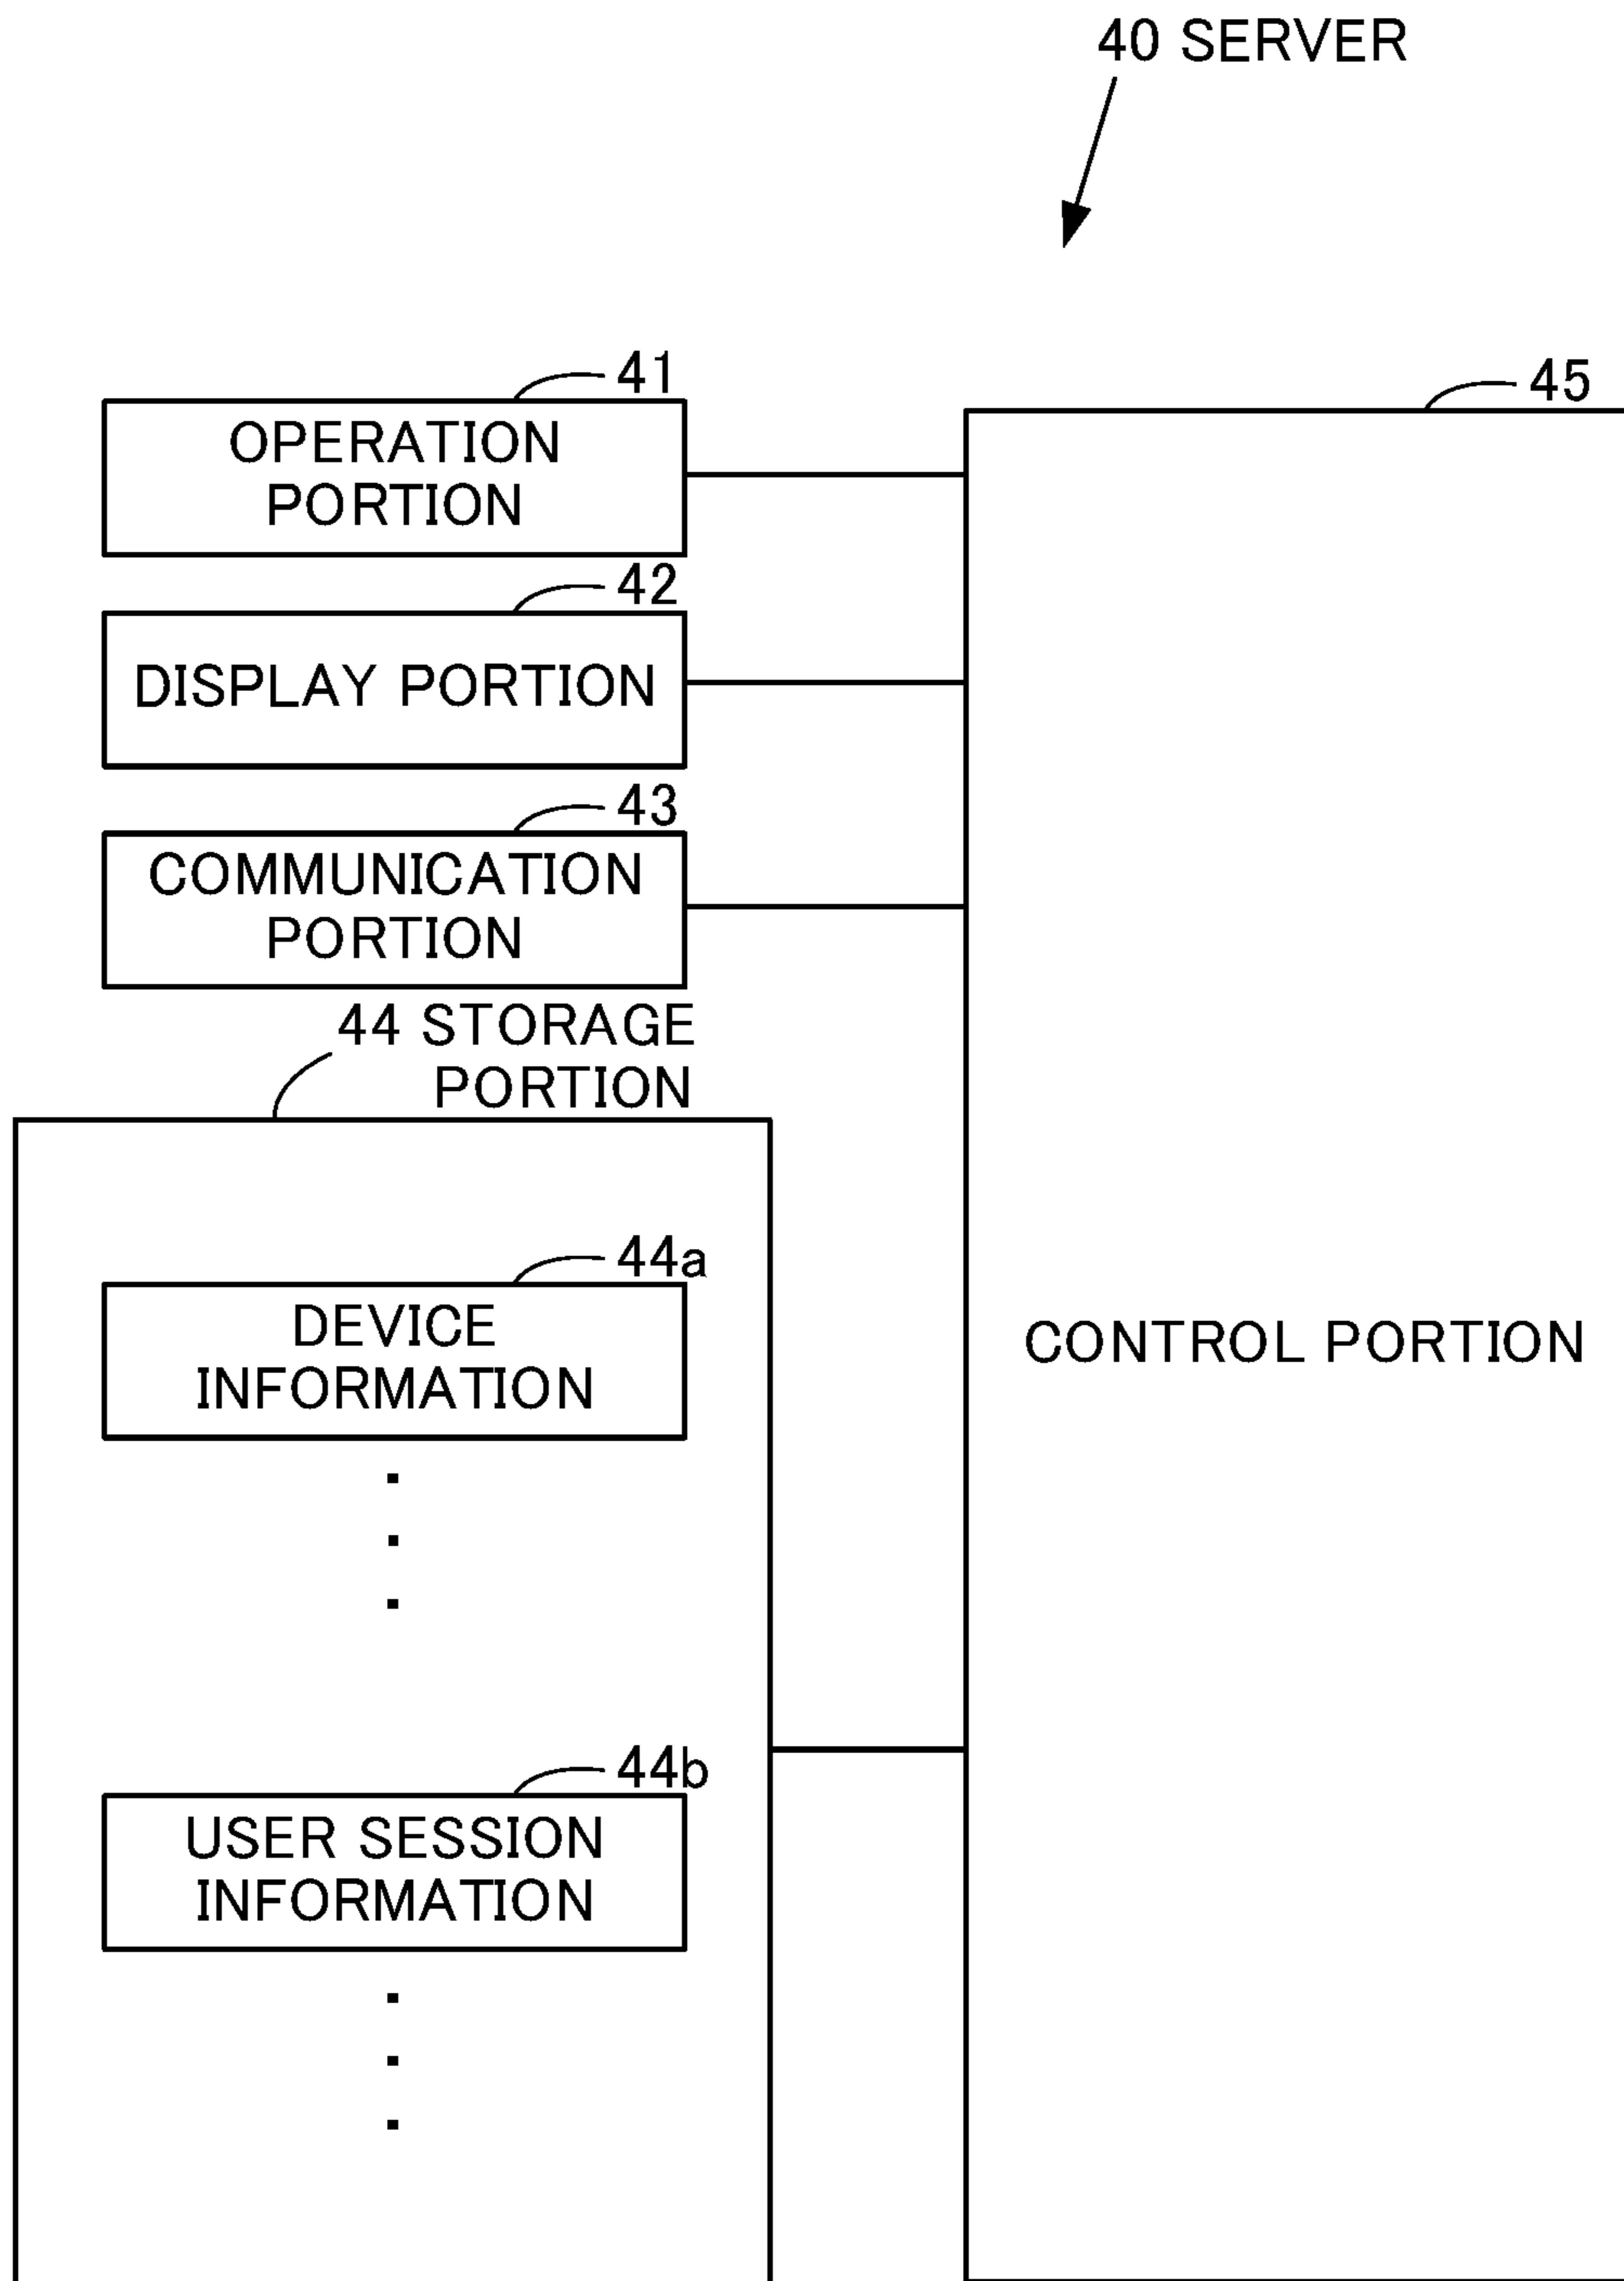 40 SERVER
41
OPERATION
PORTION
42
DISPLAY PORTION
43
COMMUNICATION
PORTION
44 STORAGE
PORTION
44a
DEVICE
INFORMATION
44b
USER SESSION
INFORMATION
45
CONTROL PORTION